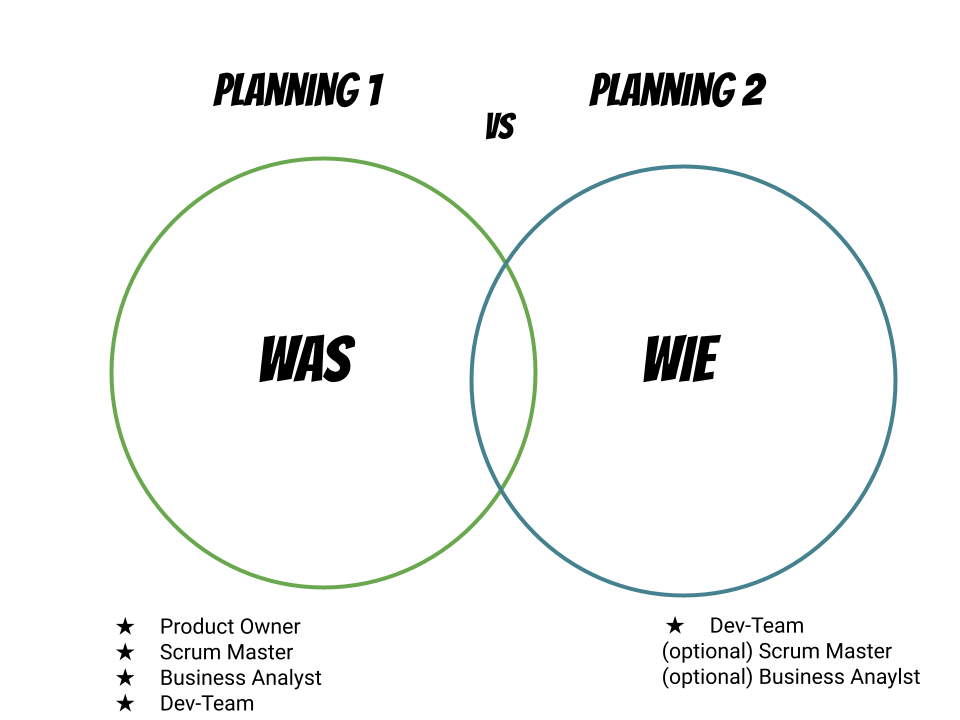 PLANNING 1
VS
PLANNING 2
WAS
WIE
★ Product Owner
★ Scrum Master
★ Business Analyst
★ Dev-Team
★ Dev-Team
(optional) Scrum Master
(optional) Business Anaylst